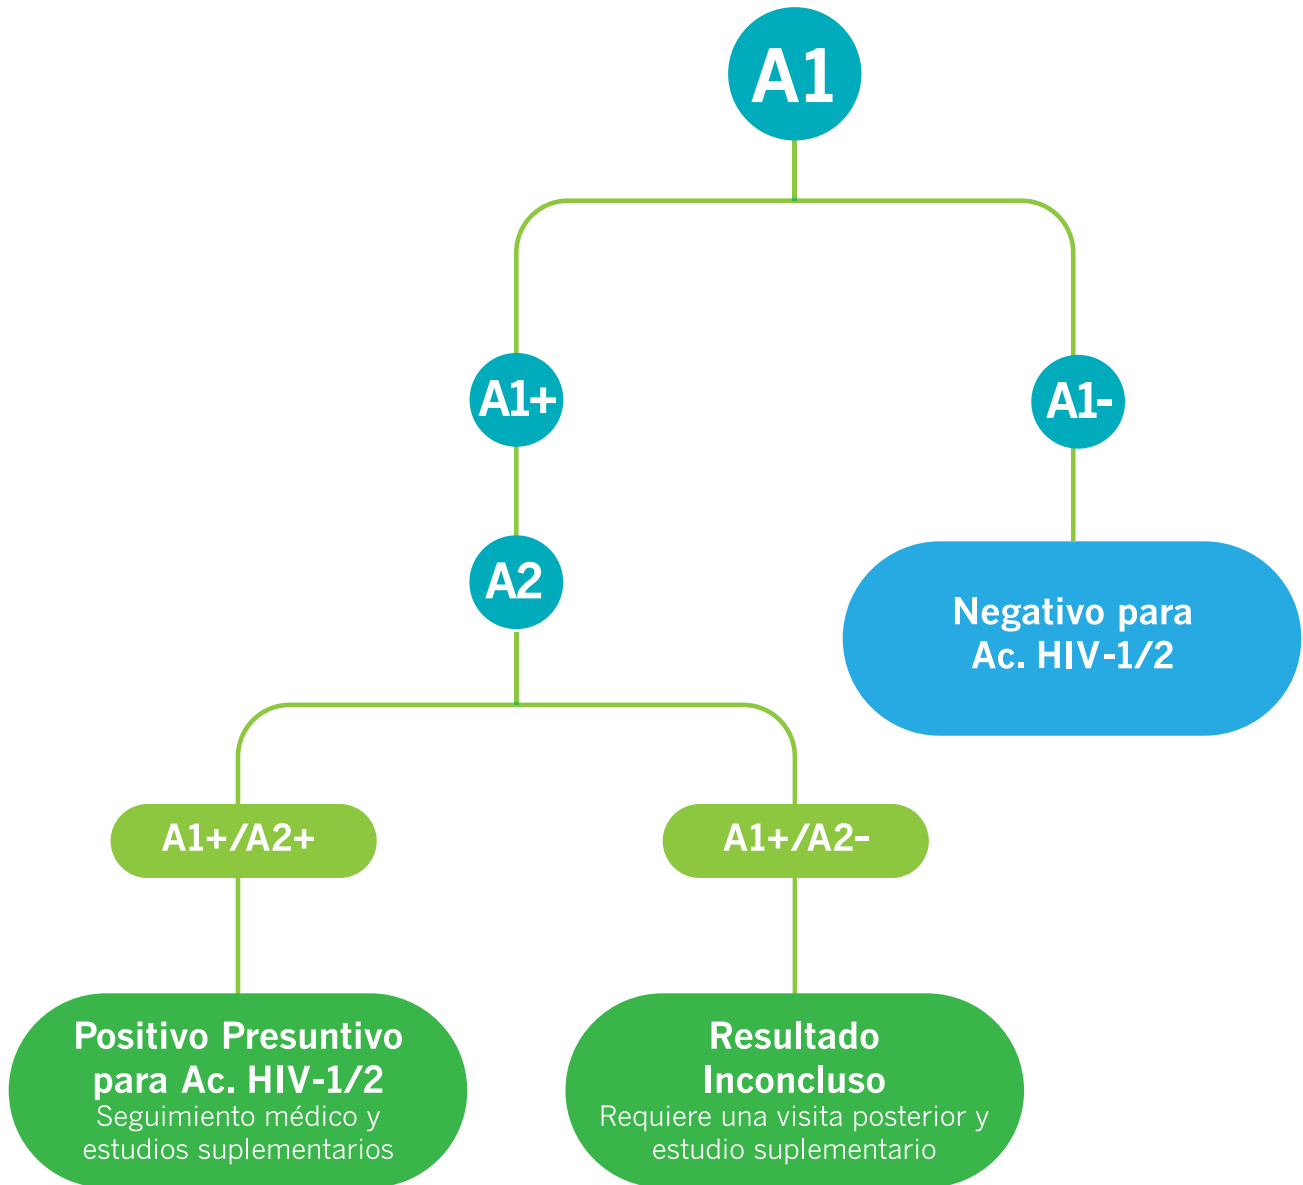 A1
A1+
A1-
A2
Negativo para
Ac. HIV-1/2
A1+/A2+
A1+/A2-
Positivo Presuntivo
para Ac. HIV-1/2
Seguimiento médico y
estudios suplementarios
Resultado
Inconcluso
Requiere una visita posterior y
estudio suplementario